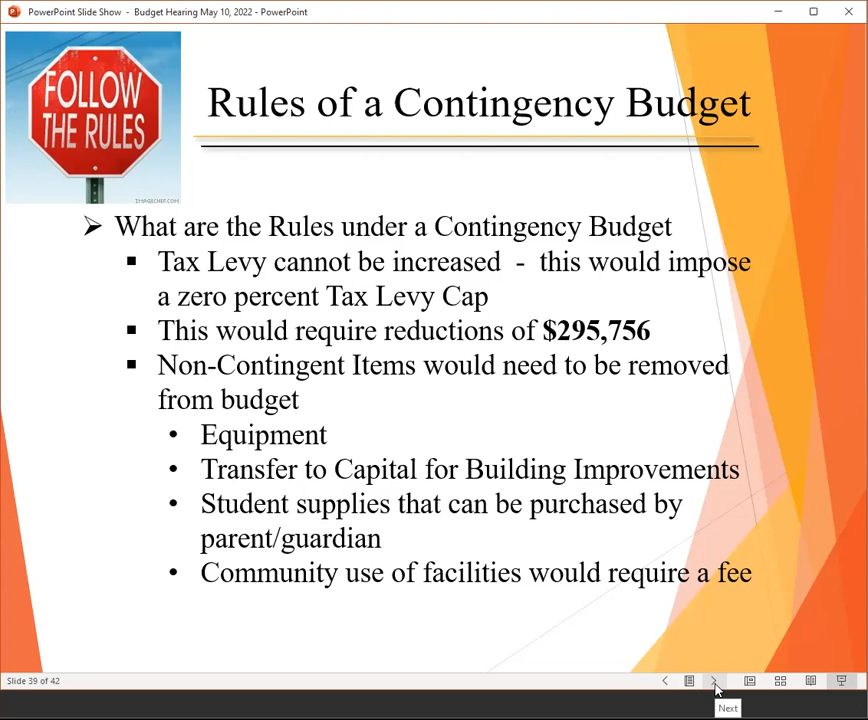 PowerPoint Slide Show - Budget Hearing May 10, 2022 - PowerPoint
FOLLOW
THE RULES
IMAGECHEF.COM
Rules of a Contingency Budget
➢ What are the Rules under a Contingency Budget
▪ Tax Levy cannot be increased - this would impose
a zero percent Tax Levy Cap
▪ This would require reductions of $295,756
▪ Non-Contingent Items would need to be removed
from budget
• Equipment
• Transfer to Capital for Building Improvements
• Student supplies that can be purchased by
parent/guardian
• Community use of facilities would require a fee
Slide 39 of 42
Next